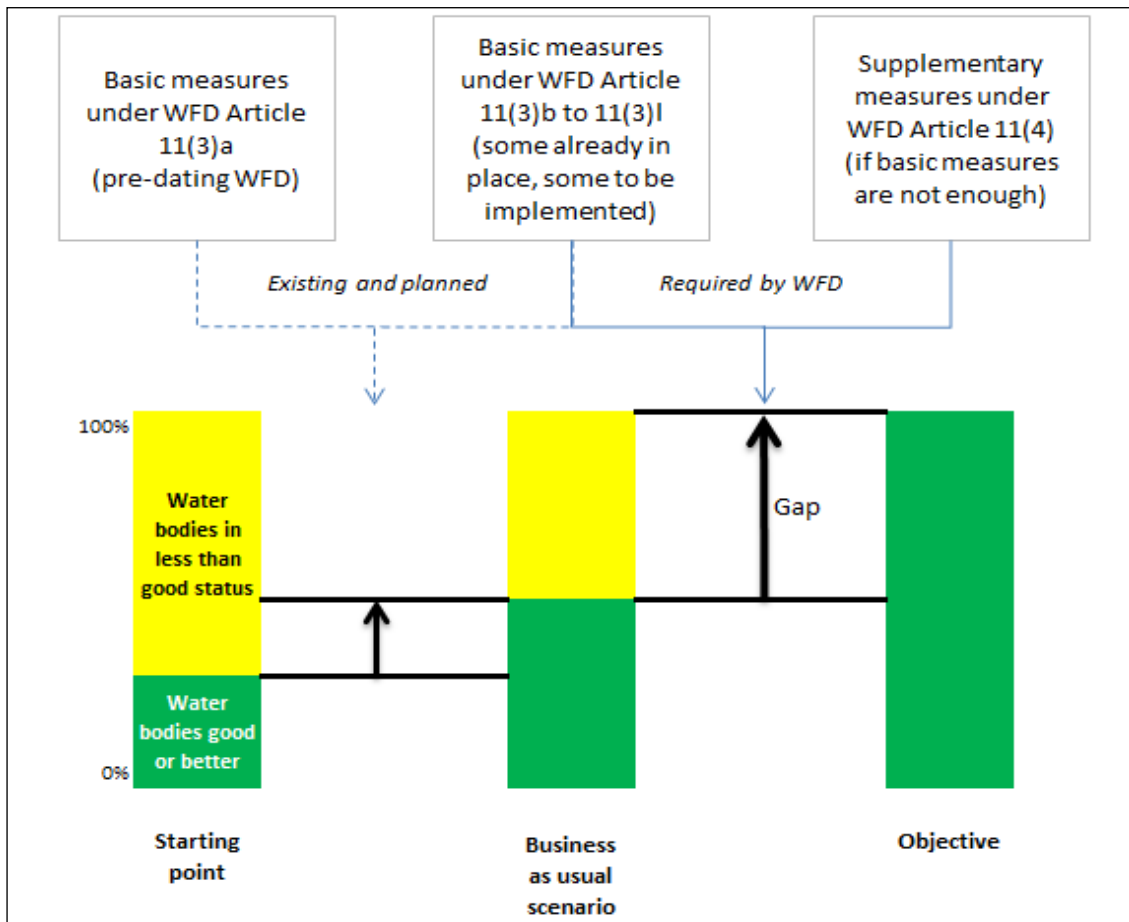 Basic measures
under WFD Article
11(3)a
(pre-dating WFD)
Basic measures
under WFD Article
11(3)b to 11(3)l
(some already in
place, some to be
implemented)
Supplementary
measures under
WFD Article 11(4)
(if basic measures
are not enough)
Existing and planned
Required by WFD
100%
Water
bodies in
less than
good status
Gap
Water
bodies good
or better
0%
Starting
point
Business
as usual
scenario
Objective